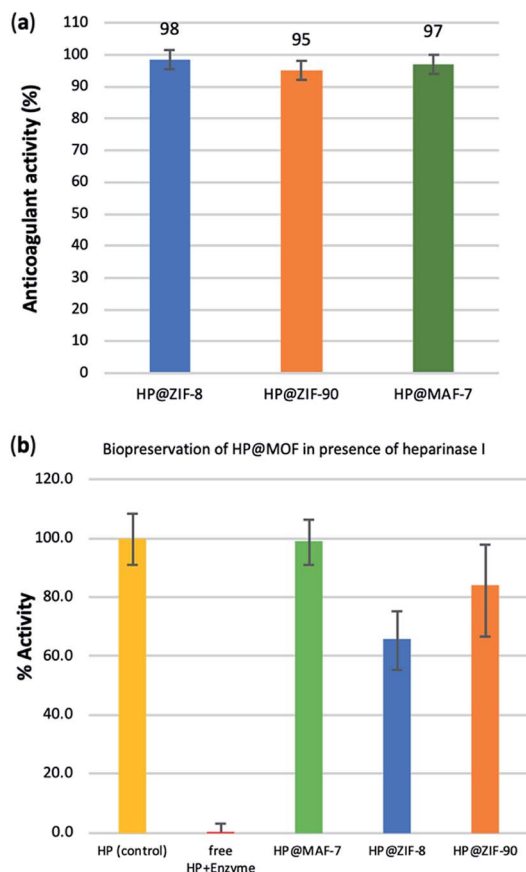 (a)
98
95
97
110
100
90
80
70
60
50
40
30
20
10
0
Anticoagulant activity (%)
HP@ZIF-8
HP@ZIF-90
HP@MAF-7
(b)
Biopreservation of HP@MOF in presence of heparinase I
120.0
100.0
80.0
60.0
40.0
20.0
0.0
% Activity
HP (control)
free
HP+Enzyme
HP@MAF-7
HP@ZIF-8
HP@ZIF-90